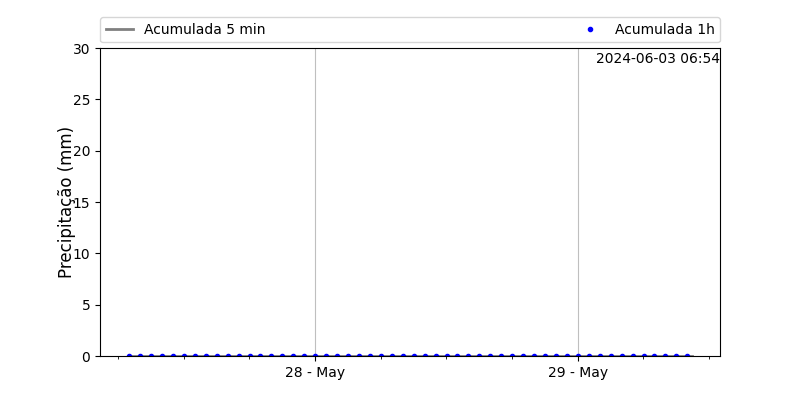 Acumulada 5 min
Acumulada 1h
2024-06-03 06:54
Precipitação (mm)
30
25
20
15
10
5
0
28 - May
29 - May